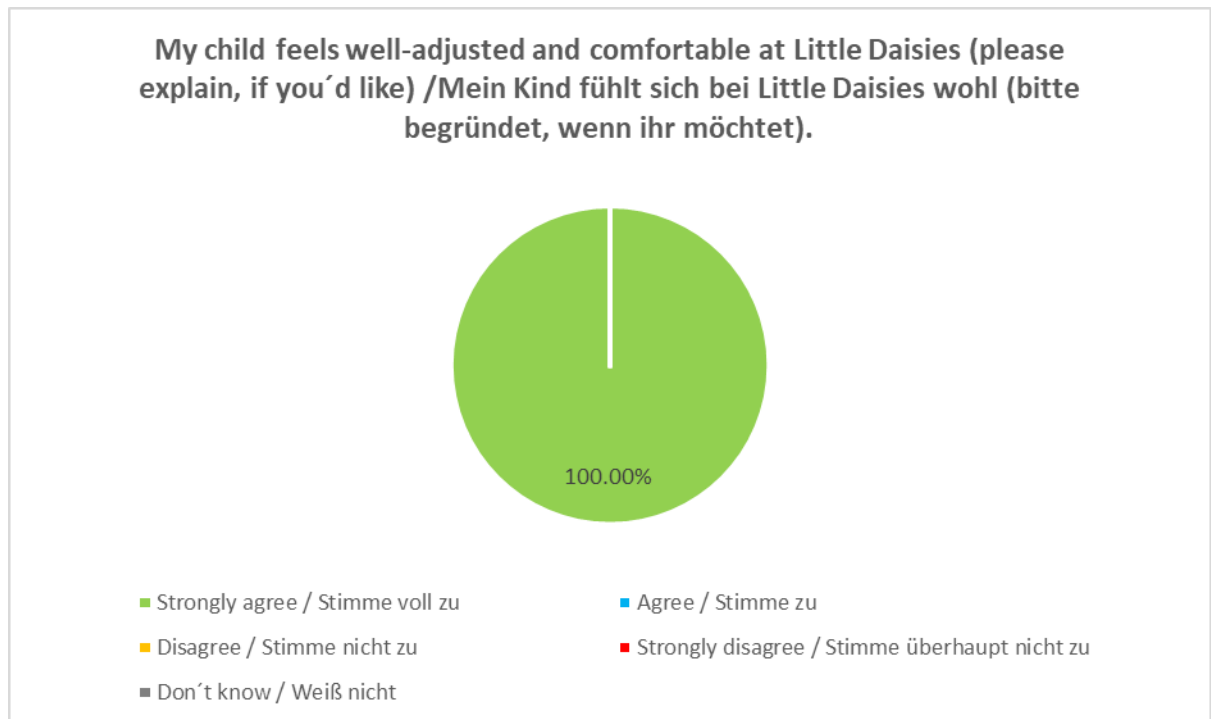 My child feels well-adjusted and comfortable at Little Daisies (please
explain, if you´d like) /Mein Kind fühlt sich bei Little Daisies wohl (bitte
begründet, wenn ihr möchtet).
100.00%
Strongly agree / Stimme voll zu
Agree / Stimme zu
Disagree / Stimme nicht zu
Strongly disagree / Stimme überhaupt nicht zu
Don´t know / Weiß nicht